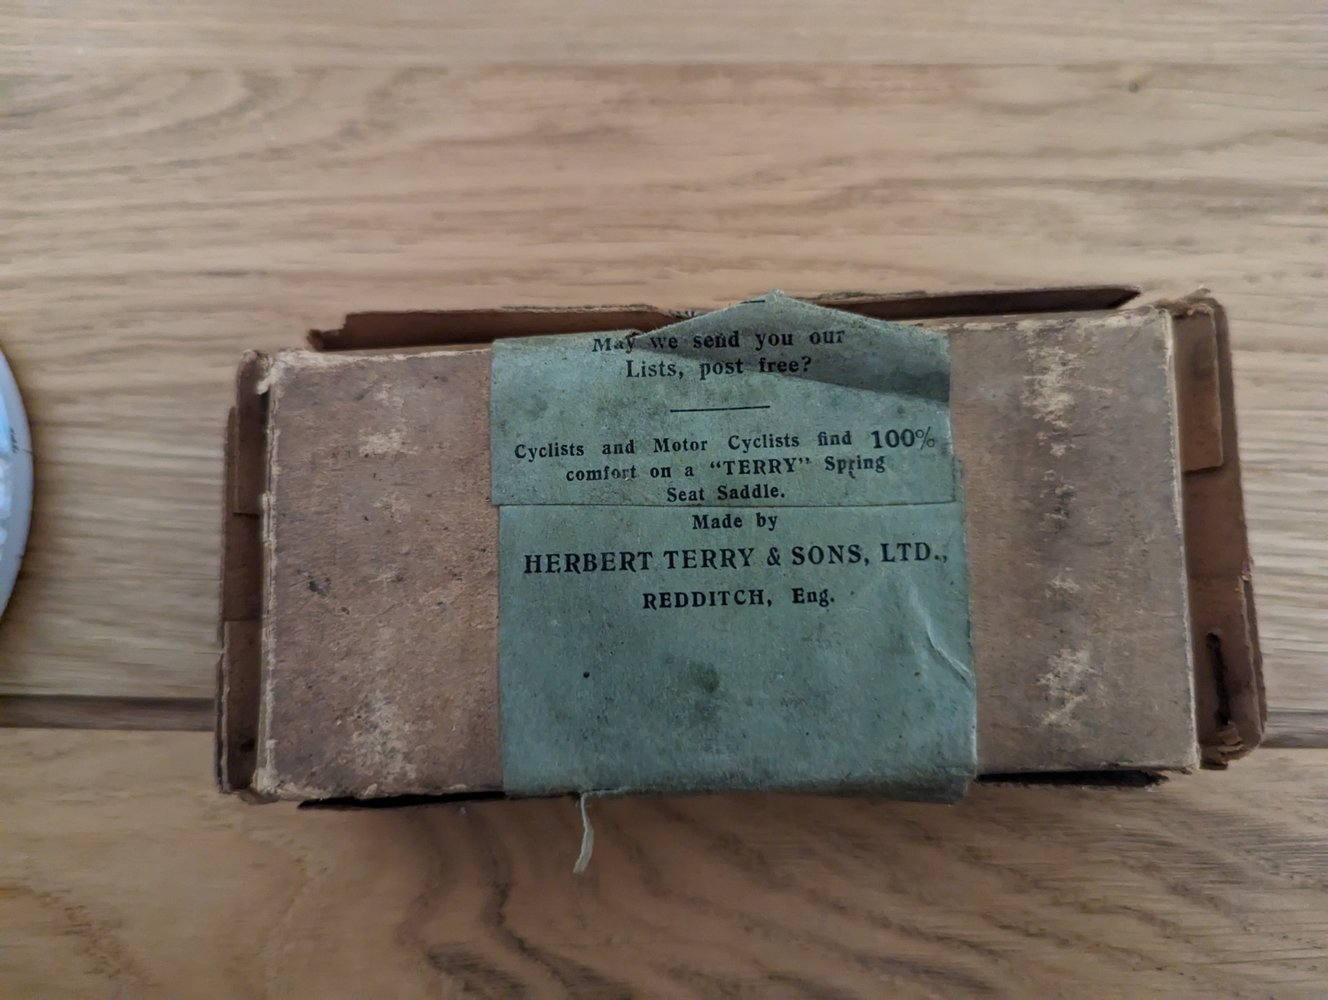 May we send you our
Lists, post free?
Cyclists and Motor Cyclists find 100%
comfort on a “TERRY” Spring
Seat Saddle.
Made by
HERBERT TERRY & SONS, LTD.,
REDDITCH, Eng.